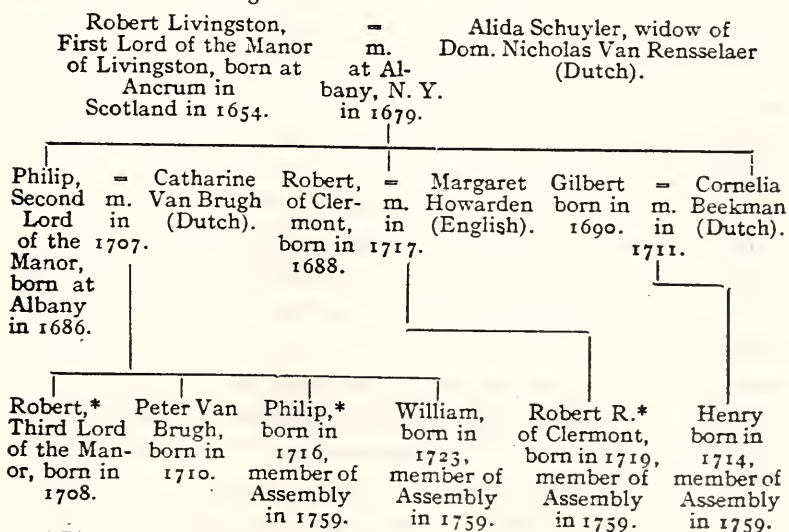 Robert Livingston,
First Lord of the Manor
of Livingston, born at
Ancrum in
Scotland in 1654.
=
m.
at Al-
bany, N. Y.
in 1679.
Alida Schuyler, widow of
Dom. Nicholas Van Rensselaer
(Dutch).
Philip,
Second
Lord
of the
Manor,
born at
Albany
in 1686.
=
m.
in
1707.
Catharine
Van Brugh
(Dutch).
Robert,
of Cler-
mont,
born in
1688.
=
m.
in
1717.
Margaret
Howarden
(English).
Gilbert
born in
1690.
=
m.
in
1711.
Cornelia
Beekman
(Dutch).
Robert,*
Third Lord
of the Man-
or, born in
1708.
Peter Van
Brugh,
born in
1710.
Philip,*
born in
1716,
member of
Assembly
in 1759.
William,
born in
1723,
member of
Assembly
in 1759.
Robert R.*
of Clermont,
born in 1719,
member of
Assembly
in 1759.
Henry
born in
1714,
member of
Assembly
in 1759.